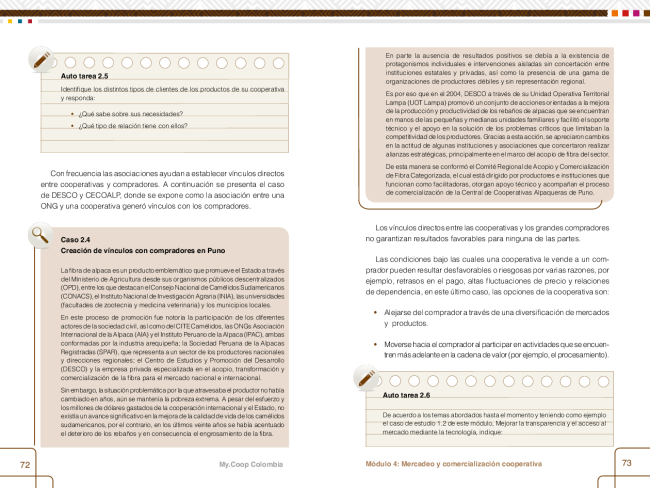 Auto tarea 2.5
Identifique los distintos tipos de clientes de los productos de su cooperativa
y responda:
• ¿Qué sabe sobre sus necesidades?
• ¿Qué tipo de relación tiene con ellos?
Con frecuencia las asociaciones ayudan a establecer vínculos directos
entre cooperativas y compradores. A continuación se presenta el caso
de DESCO y CECOALP, donde se expone como la asociación entre una
ONG y una cooperativa generó vínculos con los compradores.
Caso 2.4
Creación de vínculos con compradores en Puno
La fibra de alpaca es un producto emblemático que promueve el Estado a través
del Ministerio de Agricultura desde sus organismos públicos descentralizados
(OPD), entre los que destacan el Consejo Nacional de Camélidos Sudamericanos
(CONACS), el Instituto Nacional de Investigación Agraria (INIA), las universidades
(facultades de zootecnia y medicina veterinaria) y los municipios locales.
En este proceso de promoción fue notoria la participación de los diferentes
actores de la sociedad civil, así como del CITE Camélidos, las ONGs Asociación
Internacional de la Alpaca (AIA) y el Instituto Peruano de la Alpaca (IPAC), ambas
conformadas por la industria arequipeña; la Sociedad Peruana de la Alpacas
Registradas (SPAR), que representa a un sector de los productores nacionales
y direcciones regionales; el Centro de Estudios y Promoción del Desarrollo
(DESCO) y la empresa privada especializada en el acopio, transformación y
comercialización de la fibra para el mercado nacional e internacional.
Sin embargo, la situación problemática por la que atravesaba el productor no había
cambiado en años, aún se mantenía la pobreza extrema. A pesar del esfuerzo y
los millones de dólares gastados de la cooperación internacional y el Estado, no
existía un avance significativo en la mejora de la calidad de vida de los camélidos
sudamericanos, por el contrario, en los últimos veinte años se había acentuado
el deterioro de los rebaños y en consecuencia el engrosamiento de la fibra.
72
My.Coop Colombia
En parte la ausencia de resultados positivos se debía a la existencia de
protagonismos individuales e intervenciones aisladas sin concertación entre
instituciones estatales y privadas, así como la presencia de una gama de
organizaciones de productores débiles y sin representación regional.
Es por eso que en el 2004, DESCO a través de su Unidad Operativa Territorial
Lampa (UOT Lampa) promovió un conjunto de acciones orientadas a la mejora
de la producción y productividad de los rebaños de alpacas que se encuentran
en manos de las pequeñas y medianas unidades familiares y facilitó el soporte
técnico y el apoyo en la solución de los problemas críticos que limitaban la
competitividad de los productores. Gracias a esta acción, se apreciaron cambios
en la actitud de algunas instituciones y asociaciones que concertaron realizar
alianzas estratégicas, principalmente en el marco del acopio de fibra del sector.
De esta manera se conformó el Comité Regional de Acopio y Comercialización
de Fibra Categorizada, el cual está dirigido por productores e instituciones que
funcionan como facilitadoras, otorgan apoyo técnico y acompañan el proceso
de comercialización de la Central de Cooperativas Alpaqueras de Puno.
Los vínculos directos entre las cooperativas y los grandes compradores
no garantizan resultados favorables para ninguna de las partes.
Las condiciones bajo las cuales una cooperativa le vende a un com-
prador pueden resultar desfavorables o riesgosas por varias razones, por
ejemplo, retrasos en el pago, altas fluctuaciones de precio y relaciones
de dependencia, en este último caso, las opciones de la cooperativa son:
• Alejarse del comprador a través de una diversificación de mercados
y productos.
• Moverse hacia el comprador al participar en actividades que se encuen-
tren más adelante en la cadena de valor (por ejemplo, el procesamiento).
Auto tarea 2.6
De acuerdo a los temas abordados hasta el momento y teniendo como ejemplo
el caso de estudio 1.2 de este módulo, Mejorar la transparencia y el acceso al
mercado mediante la tecnología, indique:
Módulo 4: Mercadeo y comercialización cooperativa
73